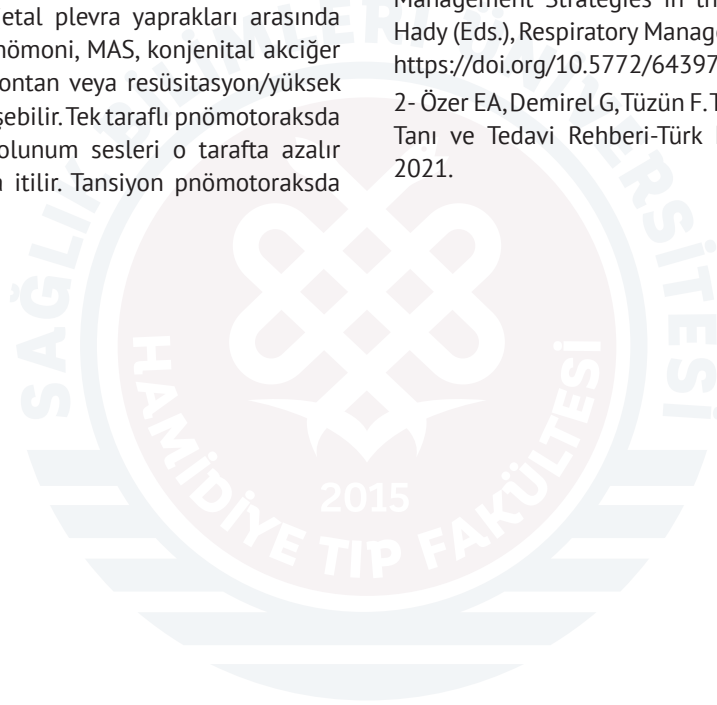 etal plevra yaprakları arasında
nömoni, MAS, konjenital akciğer
ontan veya resüsitasyon/yüksek
şebilir. Tek taraflı pnömotoraksda
olunum sesleri o tarafta azalır
a itilir. Tansiyon pnömotoraksda
Management Strategies in th
Hady (Eds.), Respiratory Manage
https://doi.org/10.5772/64397
2- Özer EA, Demirel G, Tüzün F. T
Tanı ve Tedavi Rehberi-Türk
2021.
SAĞLIK BİLİMLERİ ÜNİVERSİTESİ
HAMİDİYE TIP FAKÜLTESİ
2015